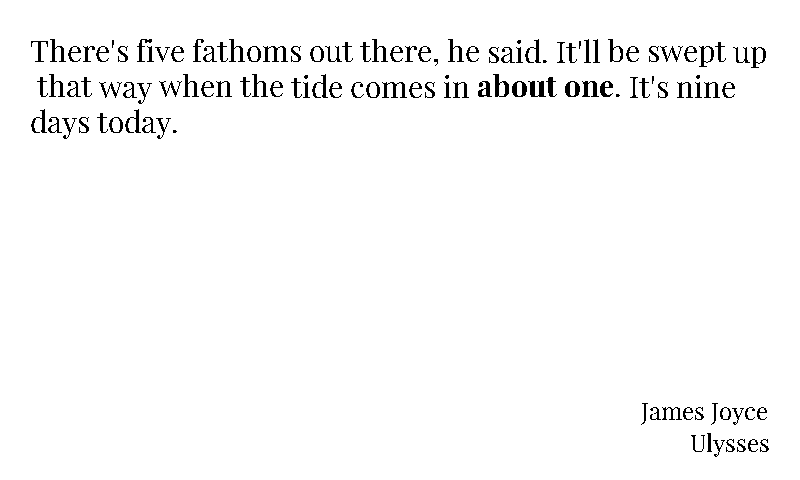 There's five fathoms out there, he said. It'll be swept up
that way when the tide comes in about one. It's nine
days today.
James Joyce
Ulysses